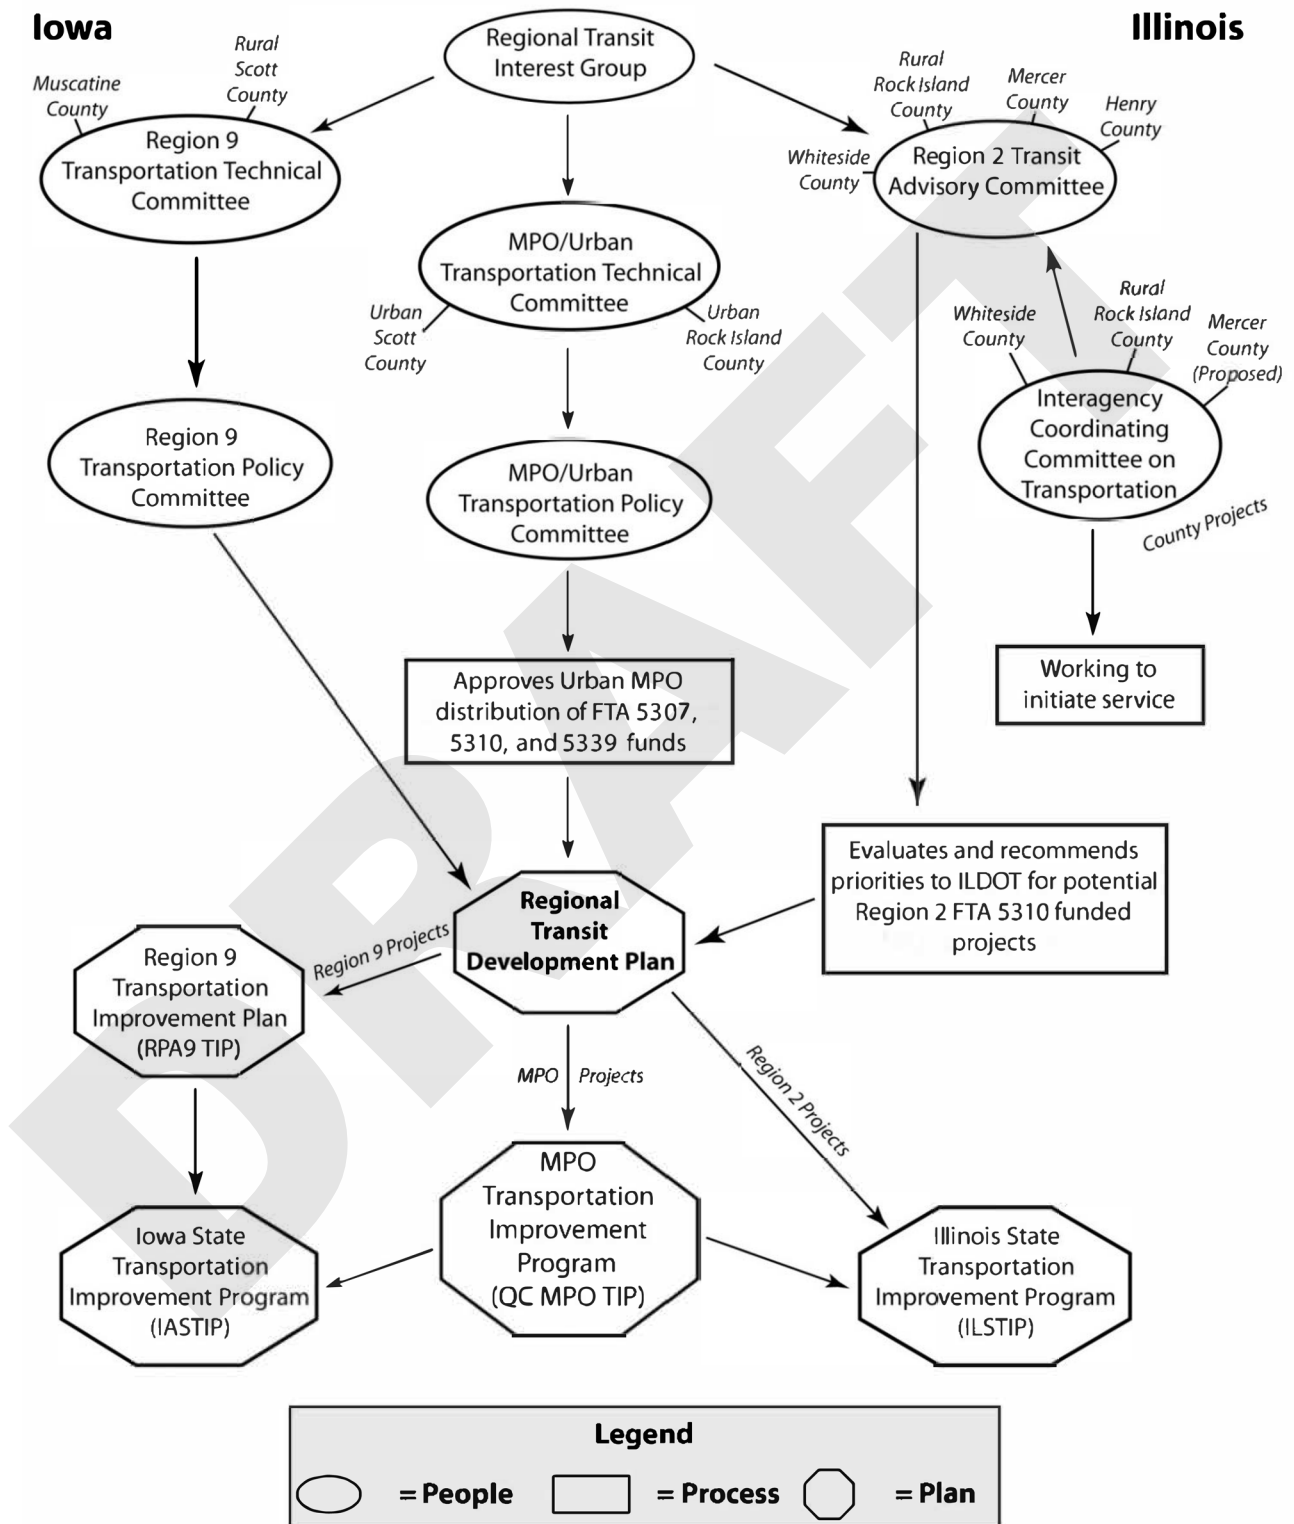 Iowa
Illinois
Regional Transit
Interest Group
Muscatine
County
Rural
Scott
County
Region 9
Transportation Technical
Committee
Rural
Rock Island
County
Mercer
County
Henry
County
Whiteside
County
Region 2 Transit
Advisory Committee
MPO/Urban
Transportation Technical
Committee
Urban
Scott
County
Urban
Rock Island
County
Whiteside
County
Rural
Rock Island
County
Mercer
County
(Proposed)
Interagency
Coordinating
Committee on
Transportation
County Projects
Region 9
Transportation Policy
Committee
MPO/Urban
Transportation Policy
Committee
Working to
initiate service
Approves Urban MPO
distribution of FTA 5307,
5310, and 5339 funds
Evaluates and recommends
priorities to ILDOT for potential
Region 2 FTA 5310 funded
projects
Regional
Transit
Development Plan
Region 9 Projects
Region 9
Transportation
Improvement Plan
(RPA9 TIP)
MPO Projects
Region 2 Projects
MPO
Transportation
Improvement
Program
(QC MPO TIP)
Iowa State
Transportation
Improvement Program
(IASTIP)
Illinois State
Transportation
Improvement Program
(ILSTIP)
DRAFT
Legend
= People
= Process
= Plan